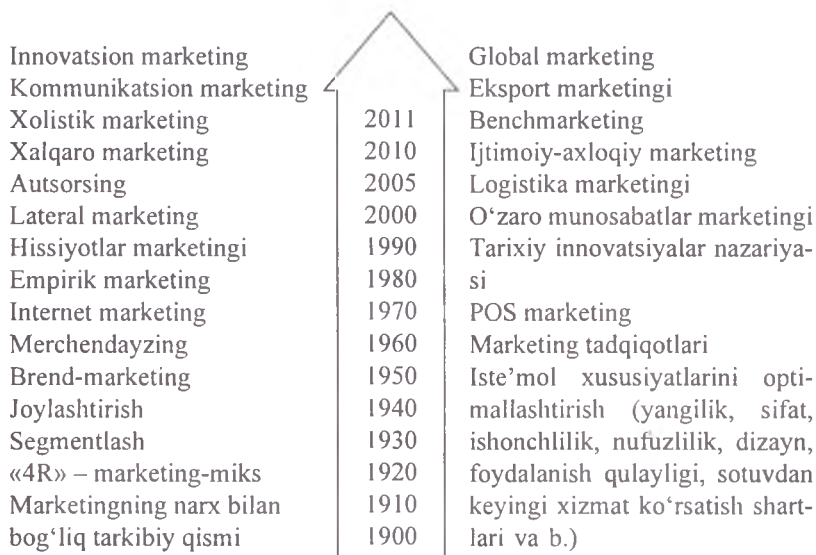 Innovatsion marketing
Kommunikatsion marketing
Xolistik marketing
Xalqaro marketing
Autsorsing
Lateral marketing
Hissiyotlar marketingi
Empirik marketing
Internet marketing
Merchendayzing
Brend-marketing
Joylashtirish
Segmentlash
«4R» – marketing-miks
Marketingning narx bilan
bog‘liq tarkibiy qismi
2011
2010
2005
2000
1990
1980
1970
1960
1950
1940
1930
1920
1910
1900
Global marketing
Eksport marketingi
Benchmarketing
Ijtimoiy-axloqiy marketing
Logistika marketingi
O‘zaro munosabatlar marketingi
Tarixiy innovatsiyalar nazariya-
si
POS marketing
Marketing tadqiqotlari
Iste’mol xususiyatlarini opti-
mallashtirish (yangilik, sifat,
ishonchlilik, nufuzlilik, dizayn,
foydalanish qulayligi, sotuvdan
keyingi xizmat ko‘rsatish shart-
lari va b.)